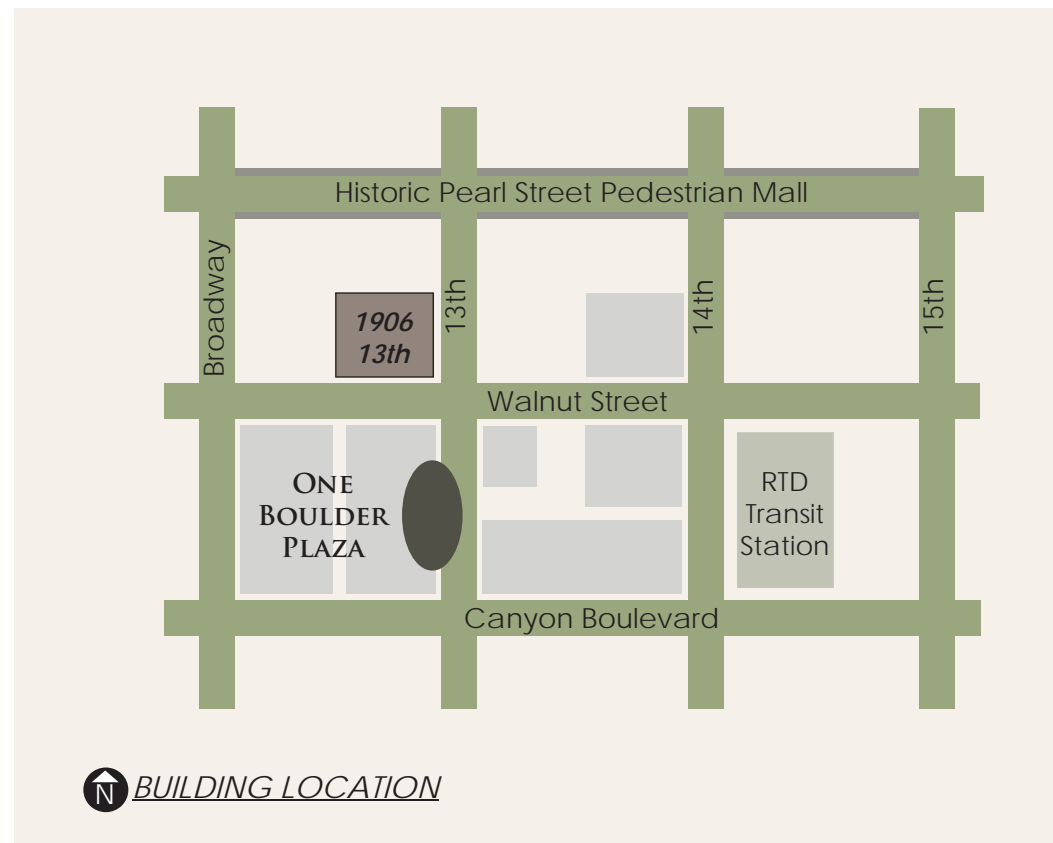 Historic Pearl Street Pedestrian Mall
Broadway
1906
13th
13th
14th
15th
Walnut Street
ONE
BOULDER
PLAZA
RTD
Transit
Station
Canyon Boulevard
N
BUILDING LOCATION